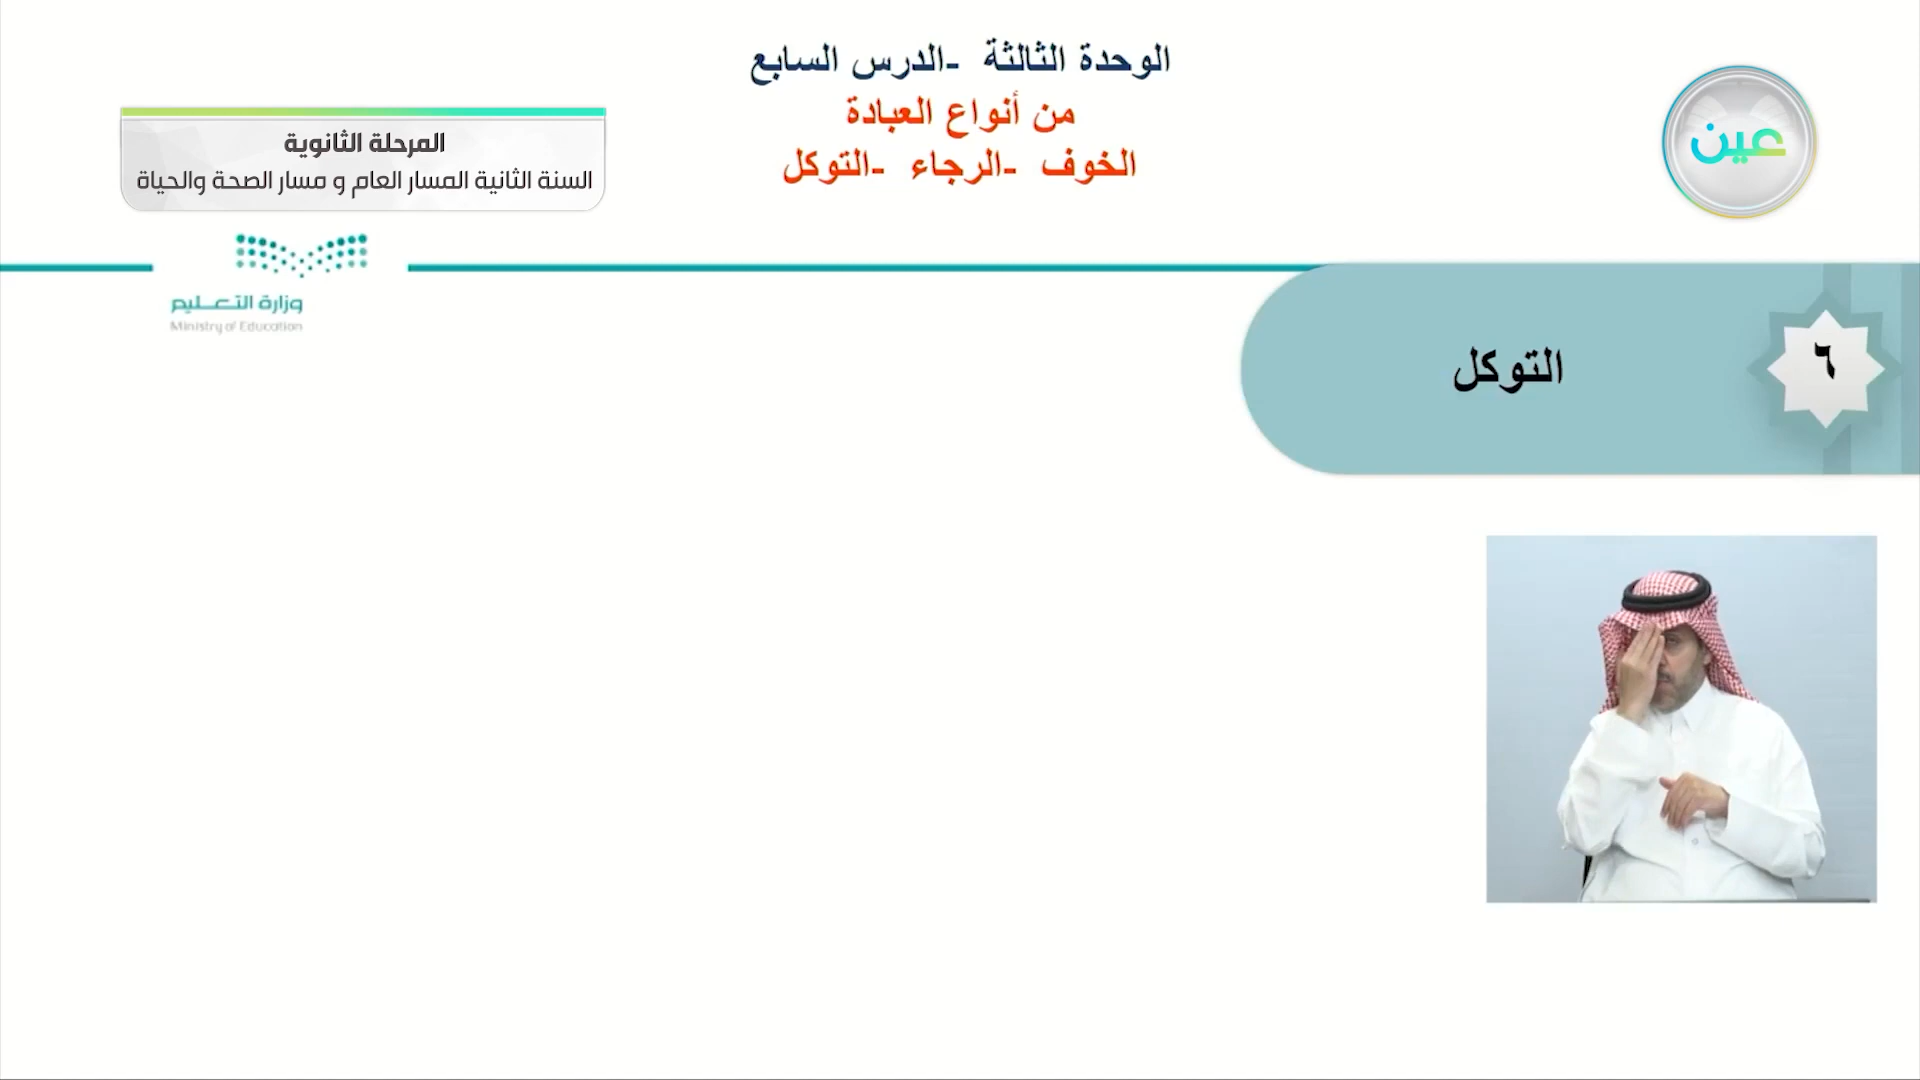 الوحدة الثالثة - الدرس السابع
من أنواع العبادة
الخوف - الرجاء - التوكل
عين
المرحلة الثانوية
السنة الثانية المسار العام و مسار الصحة والحياة
وزارة التعليم
Ministry of Education
٦
التوكل